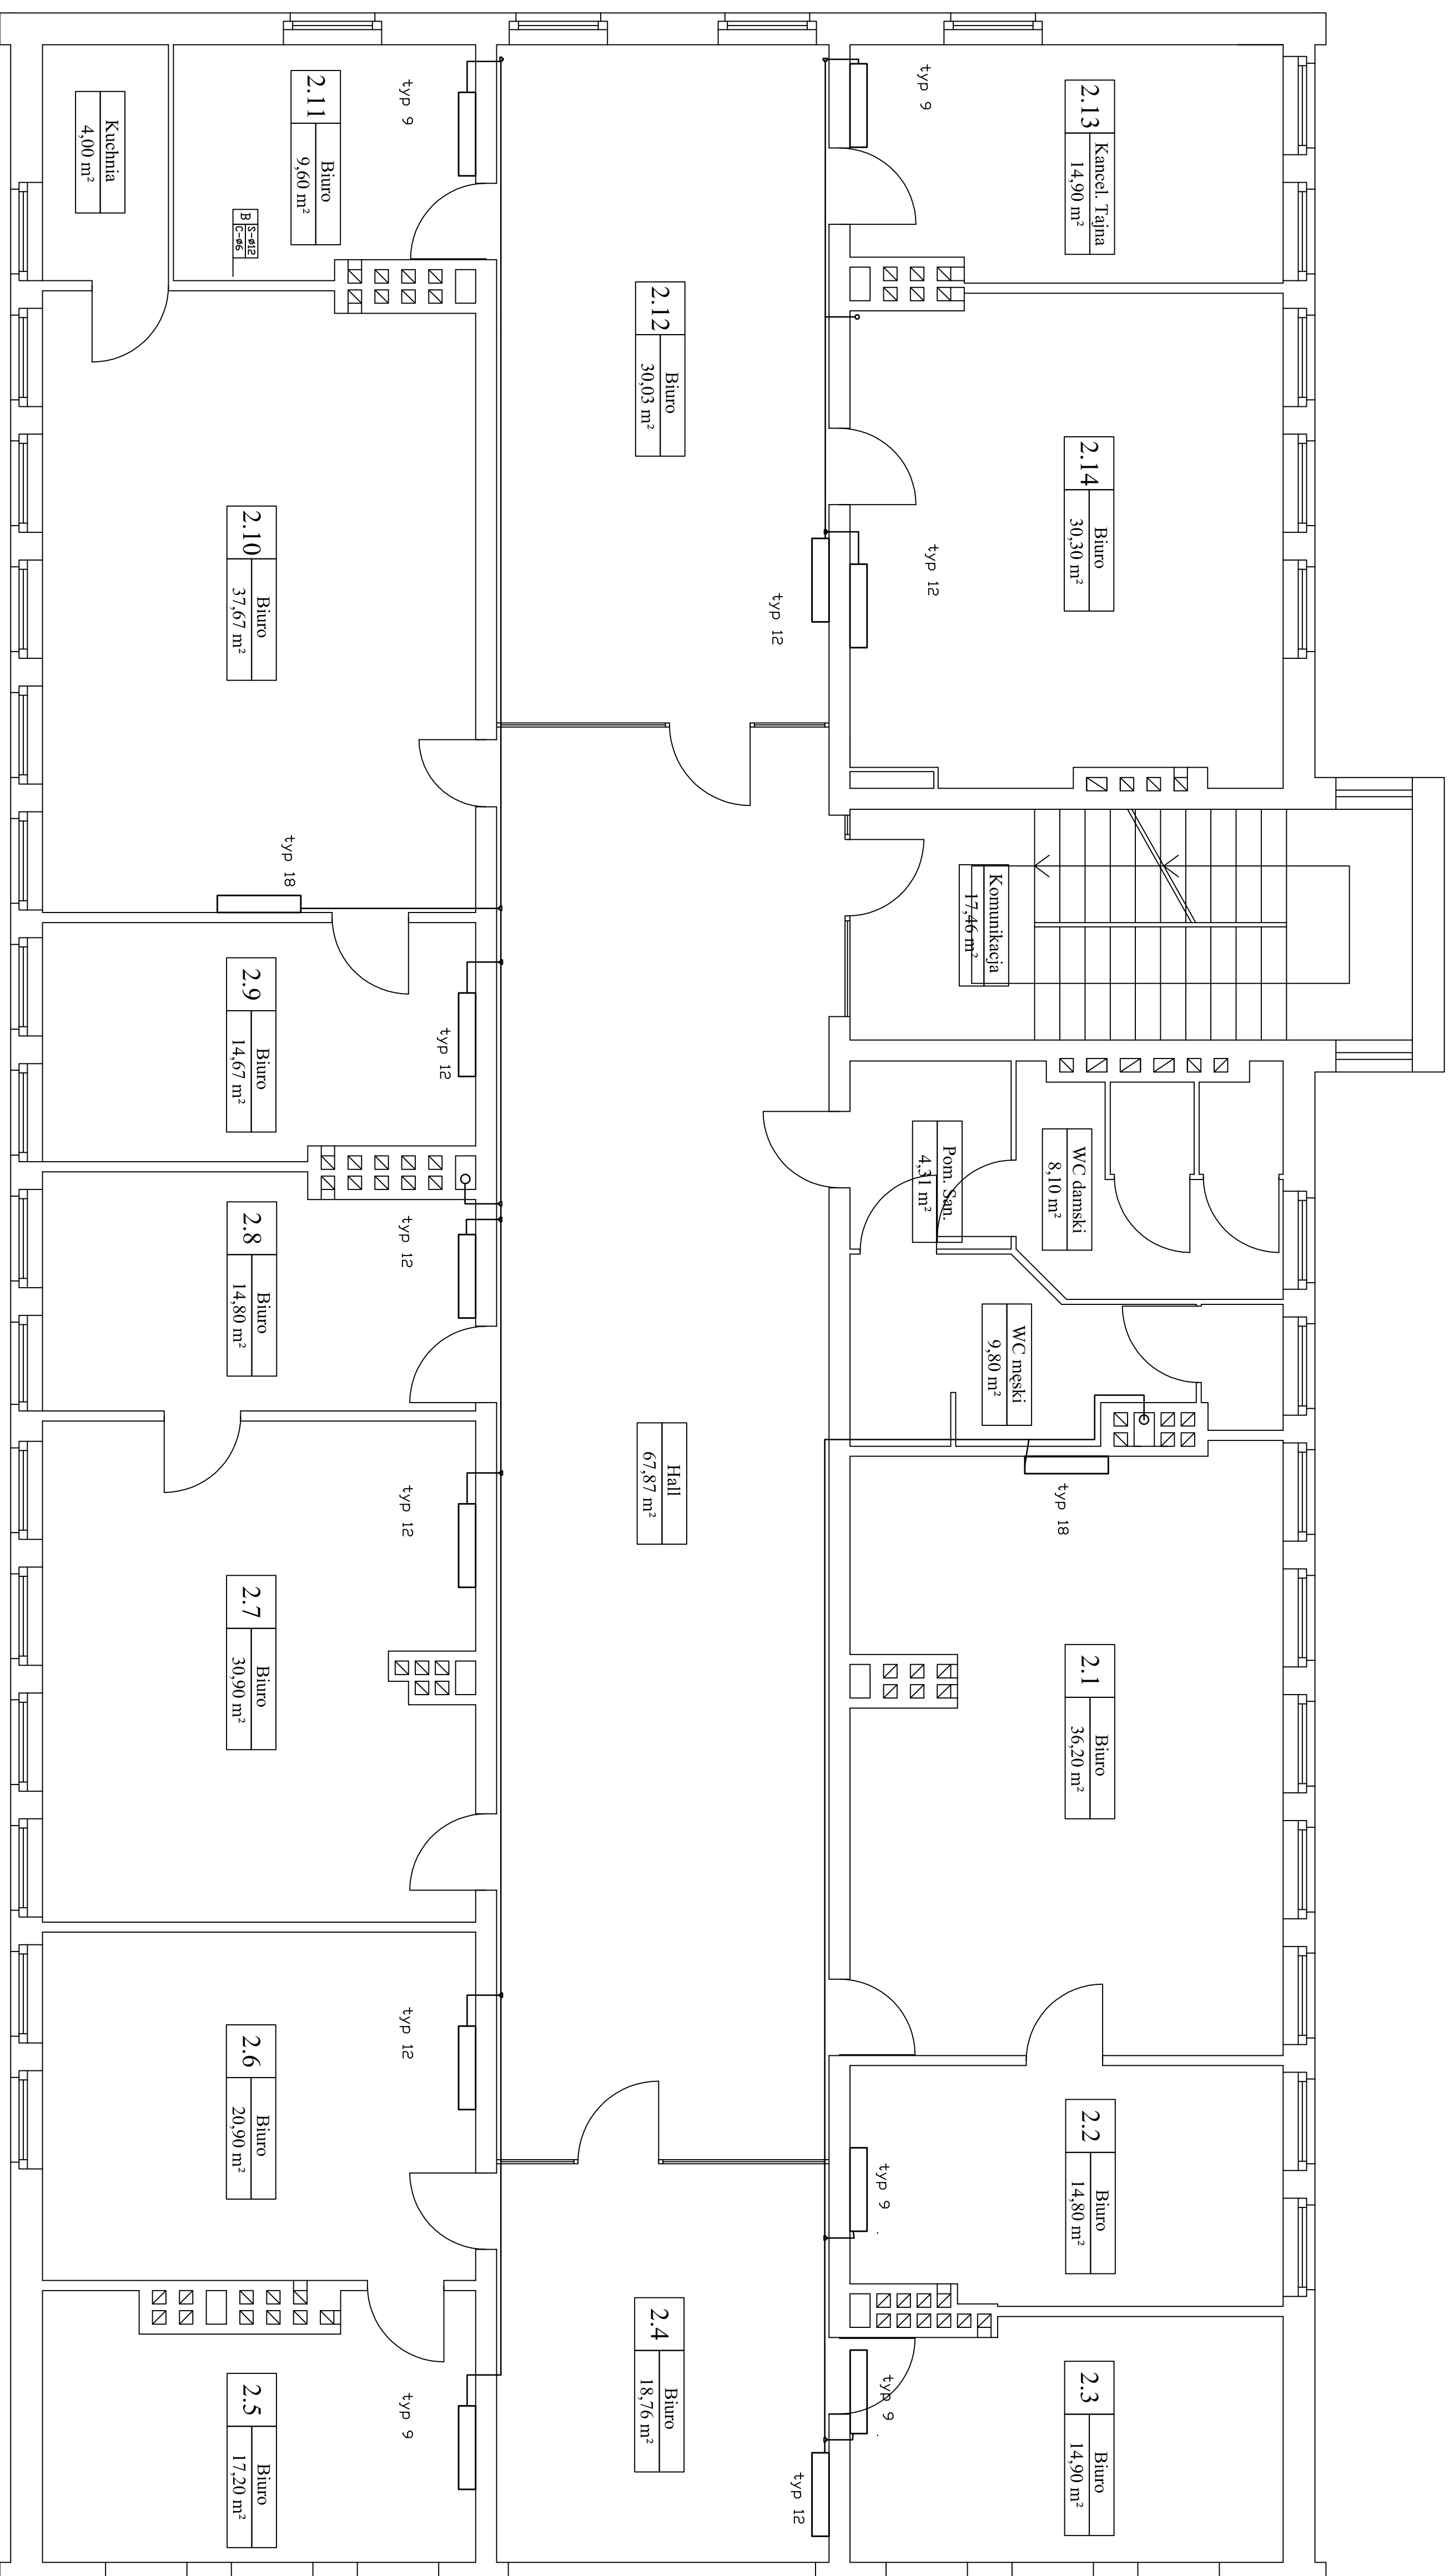 2.13
Kancel. Tajna
14,90 m²
typ 9
2.14
Biuro
30,30 m²
typ 12
Komunikacja
17,46 m²
WC damski
8,10 m²
Pom. San.
4,31 m²
WC męski
9,80 m²
typ 18
2.1
Biuro
36,20 m²
2.2
Biuro
14,80 m²
typ 9
2.3
Biuro
14,90 m²
typ 9
2.12
Biuro
30,03 m²
typ 12
Hall
67,87 m²
2.4
Biuro
18,76 m²
typ 12
2.11
Biuro
9,60 m²
typ 9
B
S-ø12
C-ø6
Kuchnia
4,00 m²
2.10
Biuro
37,67 m²
typ 18
2.9
Biuro
14,67 m²
typ 12
2.8
Biuro
14,80 m²
typ 12
2.7
Biuro
30,90 m²
typ 12
2.6
Biuro
20,90 m²
typ 12
2.5
Biuro
17,20 m²
typ 9